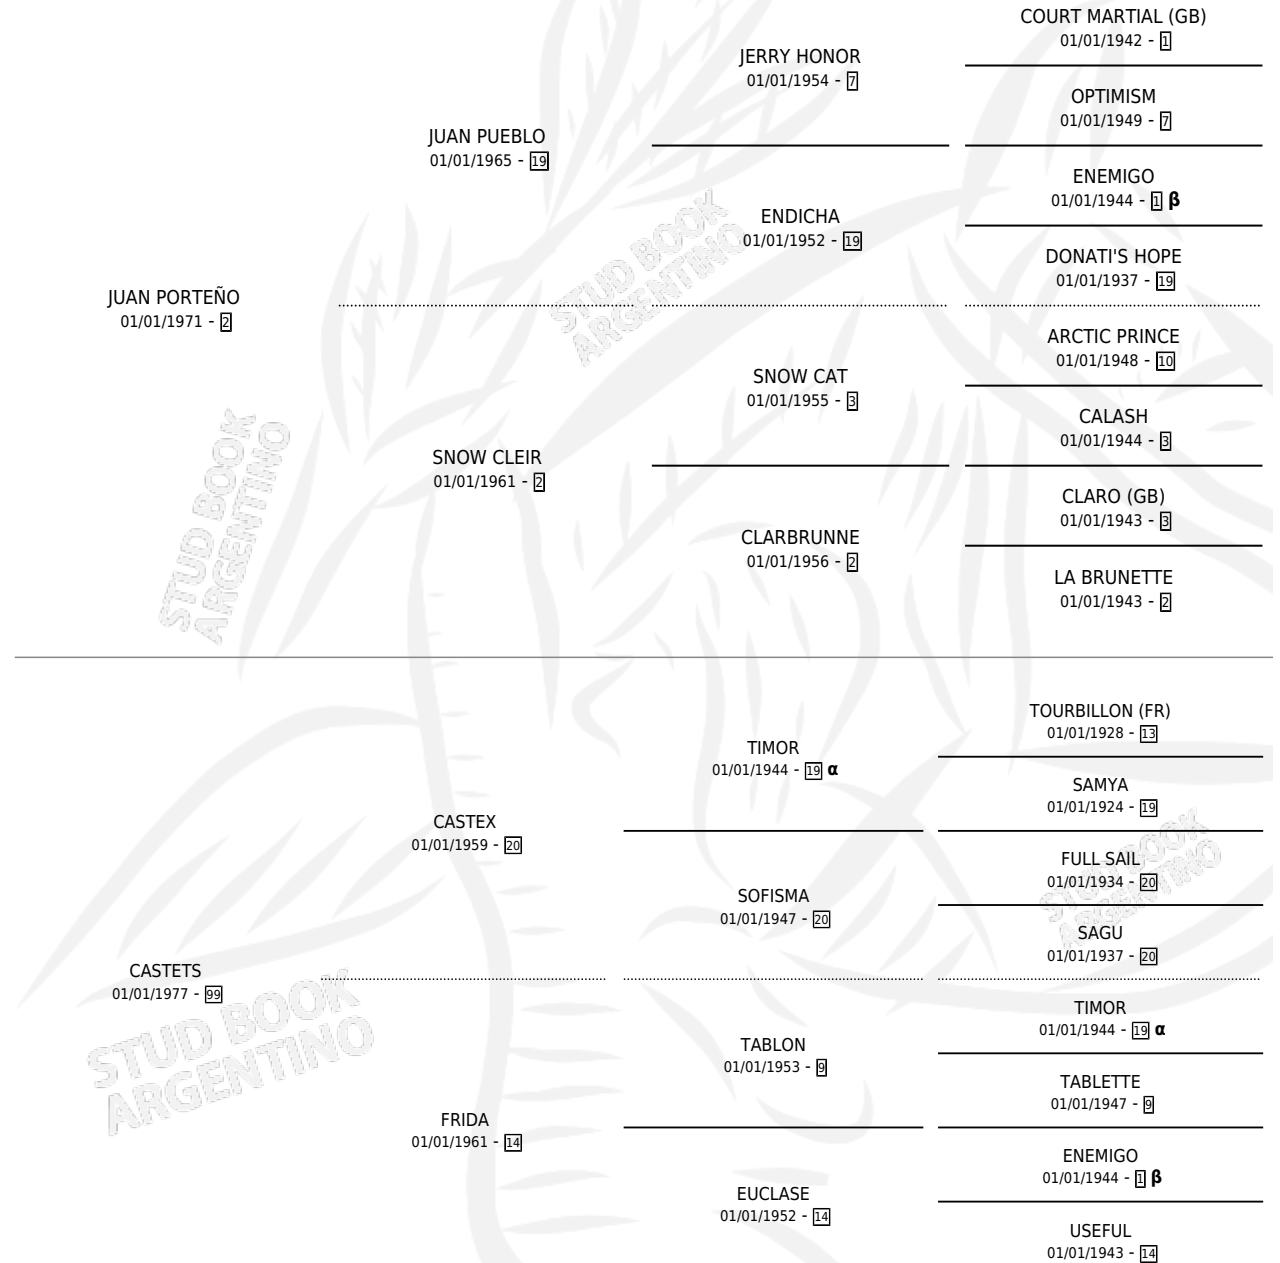 COURT MARTIAL (GB)
01/01/1942 - 1
JERRY HONOR
01/01/1954 - 7
OPTIMISM
01/01/1949 - 7
JUAN PUEBLO
01/01/1965 - 19
ENEMIGO
01/01/1944 - 1 β
ENDICHA
01/01/1952 - 19
DONATI'S HOPE
01/01/1937 - 19
JUAN PORTEÑO
01/01/1971 - 2
ARCTIC PRINCE
01/01/1948 - 10
SNOW CAT
01/01/1955 - 3
CALASH
01/01/1944 - 3
SNOW CLEIR
01/01/1961 - 2
CLARO (GB)
01/01/1943 - 3
CLARBRUNNE
01/01/1956 - 2
LA BRUNETTE
01/01/1943 - 2
STUD BOOK
ARGENTINO
STUD BOOK
ARGENTINO
TOURBILLON (FR)
01/01/1928 - 13
TIMOR
01/01/1944 - 19 α
SAMYA
01/01/1924 - 19
CASTEX
01/01/1959 - 20
FULL SAIL
01/01/1934 - 20
SOFISMA
01/01/1947 - 20
SAGU
01/01/1937 - 20
CASTETS
01/01/1977 - 99
TIMOR
01/01/1944 - 19 α
TABLON
01/01/1953 - 9
TABLETTE
01/01/1947 - 9
FRIDA
01/01/1961 - 14
ENEMIGO
01/01/1944 - 1 β
EUCLASE
01/01/1952 - 14
USEFUL
01/01/1943 - 14
STUD BOOK
ARGENTINO
STUD BOOK
ARGENTINO